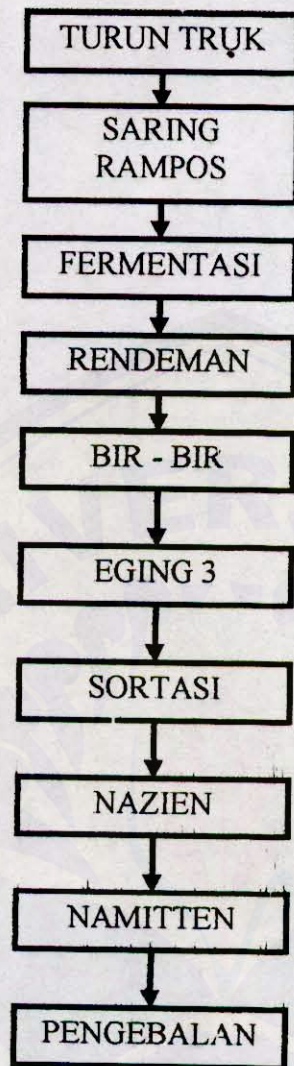 TURUN TRUK
SARING
RAMPOS
FERMENTASI
RENDEMAN
BIR - BIR
EGING 3
SORTASI
NAZIEN
NAMITTEN
PENGEBALAN